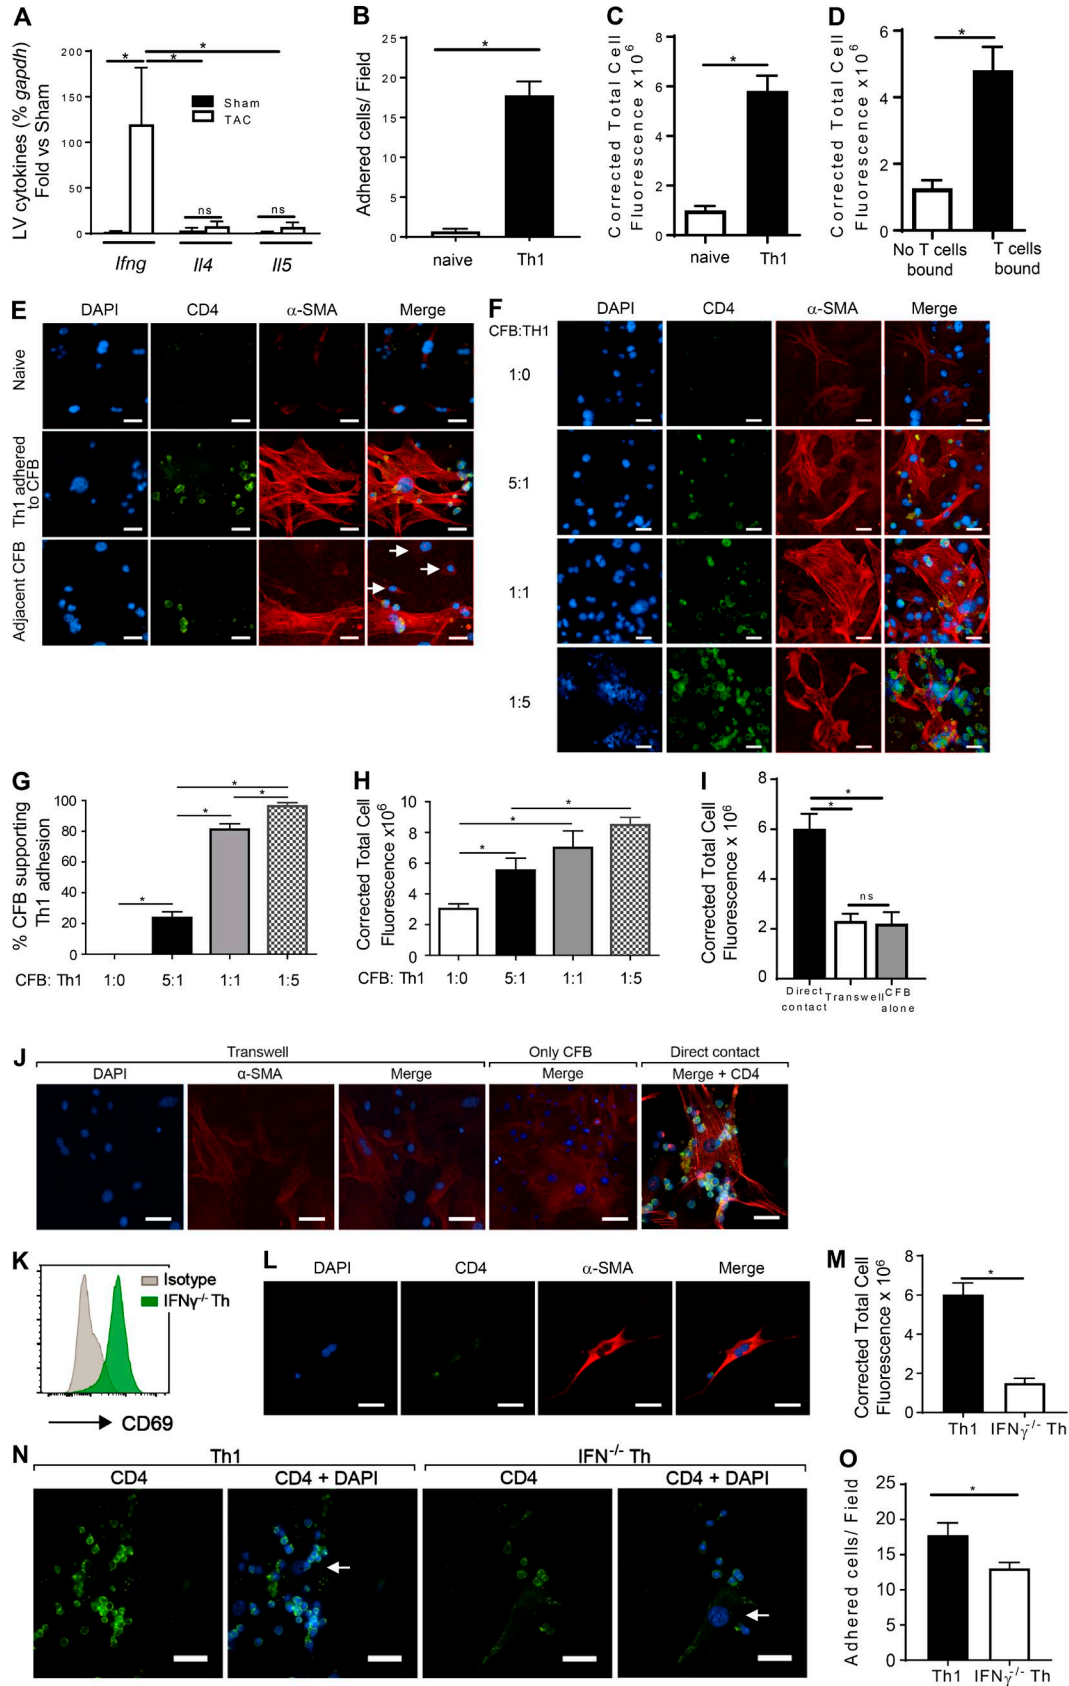 A
LV cytokines (% gapdh)
Fold vs Sham
200
150
100
50
0
*
*
*
Sham
TAC
ns
ns
Ifng
Il4
Il5
B
Adhered cells/ Field
25
20
15
10
5
0
*
naive
Th1
C
Corrected Total Cell
Fluorescence x10⁶
8
6
4
2
0
*
naive
Th1
D
Corrected Total Cell
Fluorescence x10⁶
6
4
2
0
*
No T cells
bound
T cells
bound
E
DAPI
CD4
α-SMA
Merge
Naive
Th1 adhered
to CFB
Adjacent CFB
F
DAPI
CD4
α-SMA
Merge
CFB:TH1
1:0
5:1
1:1
1:5
G
% CFB supporting
Th1 adhesion
100
80
60
40
20
0
*
*
*
*
CFB: Th1
1:0
5:1
1:1
1:5
H
Corrected Total Cell
Fluorescence x10⁶
10
8
6
4
2
0
*
*
*
CFB: Th1
1:0
5:1
1:1
1:5
I
Corrected Total Cell
Fluorescence x 10⁶
8
6
4
2
0
*
*
ns
Direct
contact
Transwell
CFB
alone
J
Transwell
Only CFB
Direct contact
DAPI
α-SMA
Merge
Merge
Merge + CD4
K
Isotype
IFNγ⁻/⁻ Th
CD69
L
DAPI
CD4
α-SMA
Merge
M
Corrected Total Cell
Fluorescence x 10⁶
8
6
4
2
0
*
Th1
IFNγ⁻/⁻ Th
N
Th1
IFN⁻/⁻ Th
CD4
CD4 + DAPI
CD4
CD4 + DAPI
O
Adhered cells/ Field
25
20
15
10
5
0
*
Th1
IFNγ⁻/⁻ Th